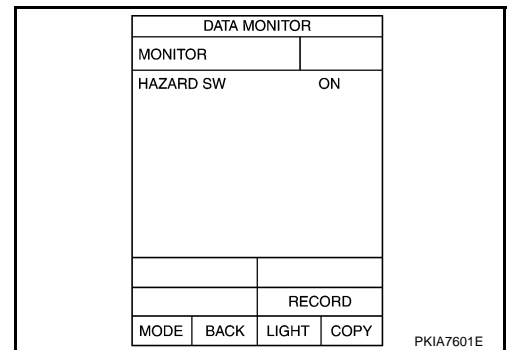 DATA MONITOR
MONITOR
HAZARD SW ON
RECORD
MODE BACK LIGHT COPY
PKIA7601E